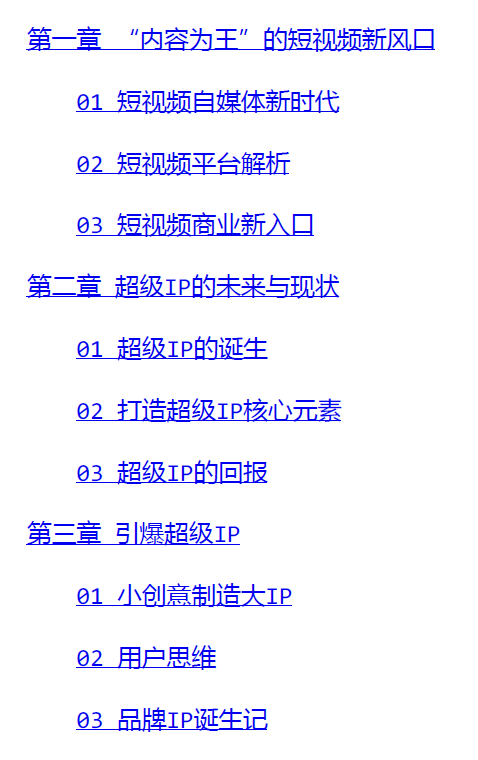 第一章 “内容为王”的短视频新风口
01 短视频自媒体新时代
02 短视频平台解析
03 短视频商业新入口
第二章 超级IP的未来与现状
01 超级IP的诞生
02 打造超级IP核心元素
03 超级IP的回报
第三章 引爆超级IP
01 小创意制造大IP
02 用户思维
03 品牌IP诞生记